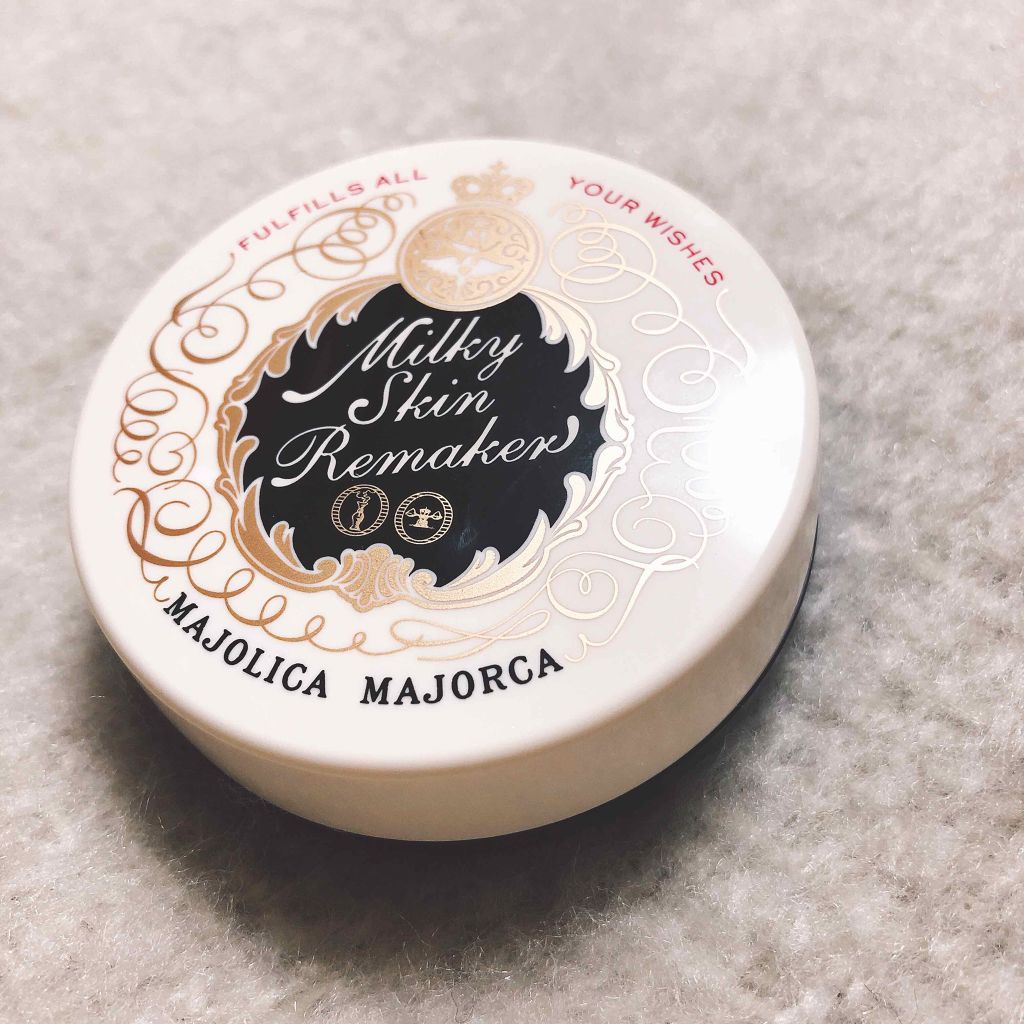 FULFILLS ALL
YOUR WISHES
Milky
Skin
Remaker
MAJOLICA MAJORCA